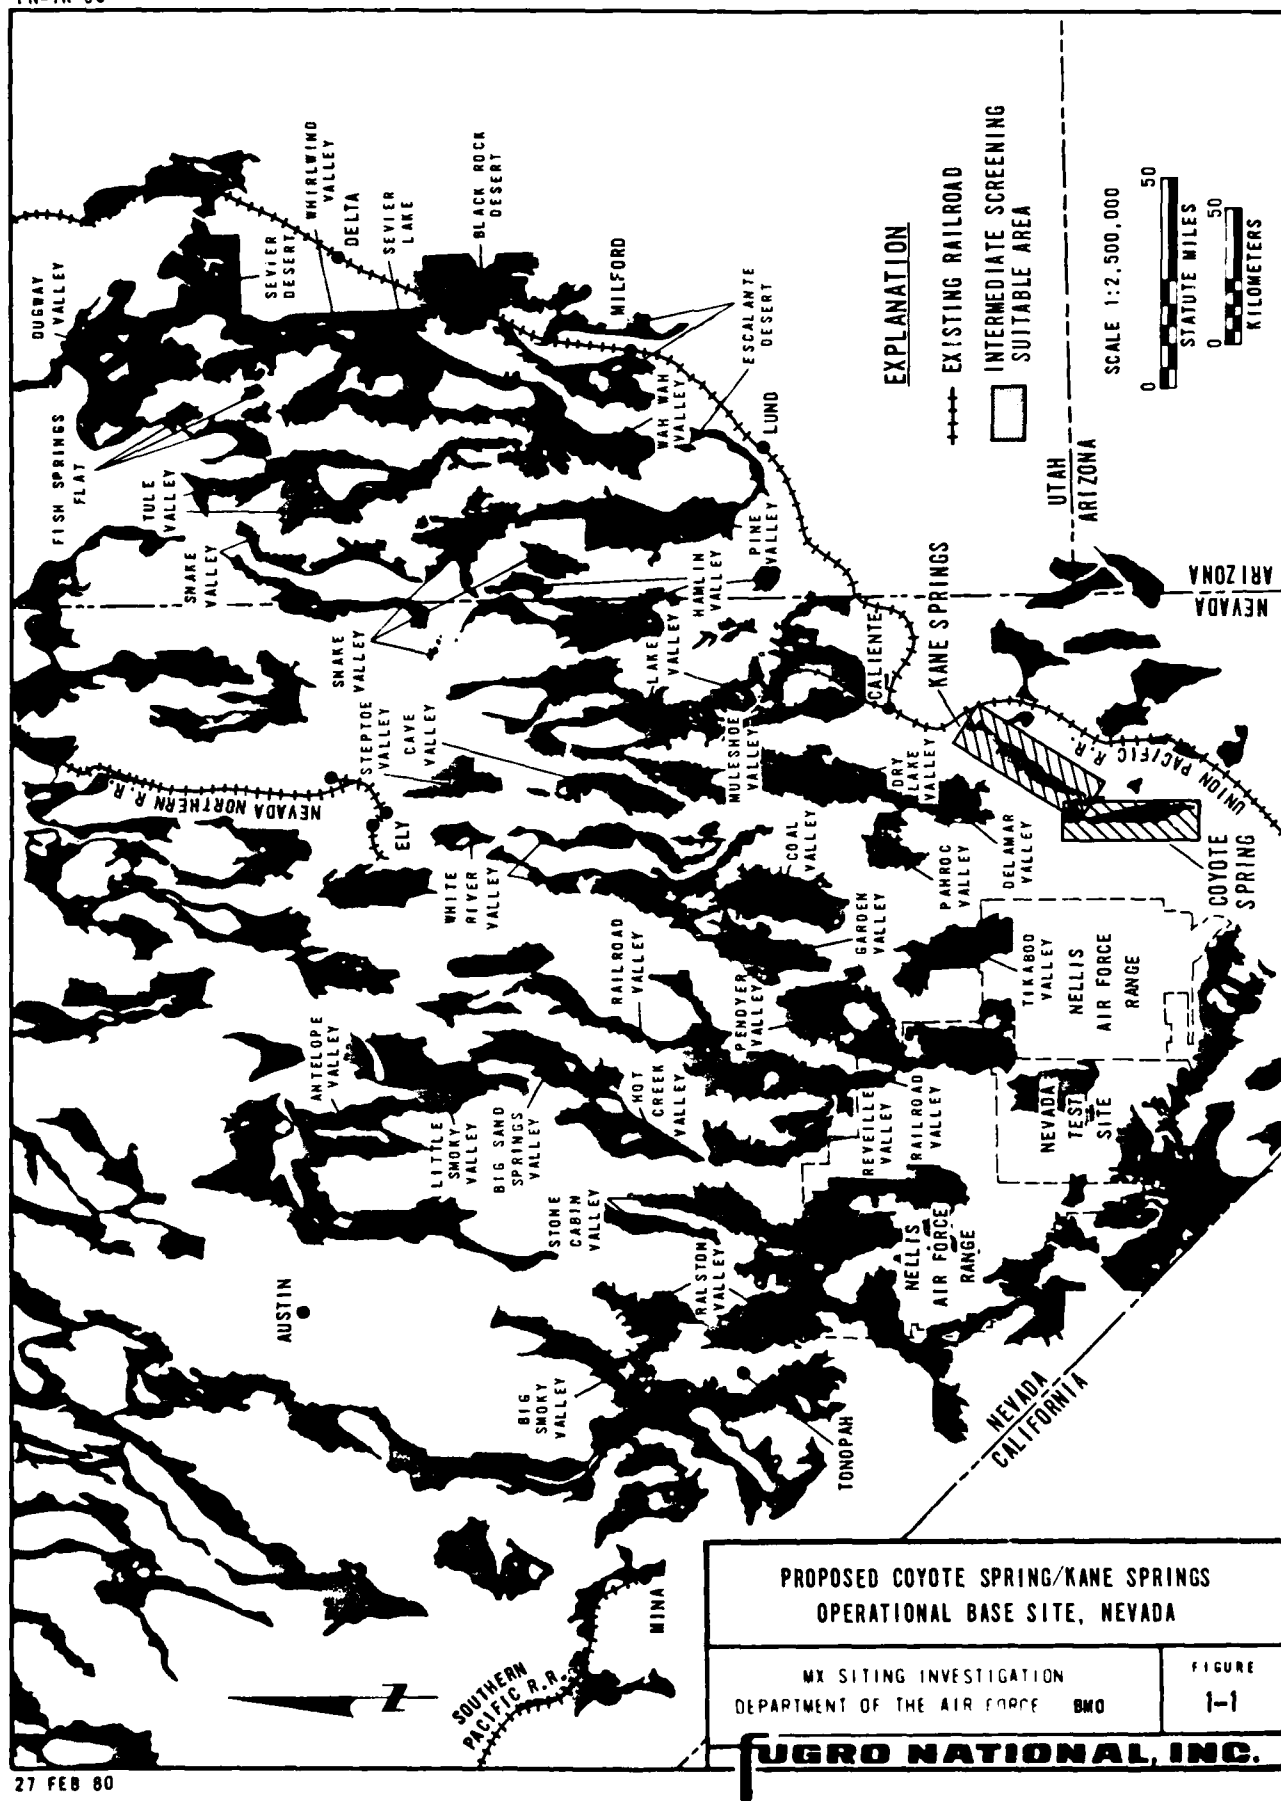 DUGWAY
VALLEY
FISH SPRINGS
FLAT
TULE
VALLEY
SNAKE
VALLEY
SEVIER
DESERT
WHIRLWIND
VALLEY
DELTA
SEVIER
LAKE
BLACK ROCK
DESERT
MILFORD
ESCALANTE
DESERT
WAH WAH
VALLEY
LUND
PINE
VALLEY
HAMLIN
VALLEY
SNAKE
VALLEY
LAKE
VALLEY
STEPTOE
VALLEY
CAVE
VALLEY
MULESHOE
VALLEY
CALIENTE
KANE SPRINGS
DRY
LAKE
VALLEY
NEVADA NORTHERN R.R.
ELY
WHITE
RIVER
VALLEY
COAL
VALLEY
PAHROC
VALLEY
DELAMAR
VALLEY
UNION PACIFIC R.R.
COYOTE
SPRING
GARDEN
VALLEY
RAILROAD
VALLEY
PENOYER
VALLEY
TIKABOO
VALLEY
NELLIS
AIR FORCE
RANGE
ANTELOPE
VALLEY
LITTLE
SMOKY
VALLEY
BIG SAND
SPRINGS
VALLEY
HOT
CREEK
VALLEY
REVEILLE
VALLEY
RAILROAD
VALLEY
NEVADA
TEST
SITE
STONE
CABIN
VALLEY
RALSTON
VALLEY
NELLIS
AIR FORCE
RANGE
AUSTIN
BIG
SMOKY
VALLEY
TONOPAH
NEVADA
CALIFORNIA
MINA
SOUTHERN
PACIFIC R.R.
N
EXPLANATION
EXISTING RAILROAD
INTERMEDIATE SCREENING
SUITABLE AREA
SCALE 1:2,500,000
0 50
STATUTE MILES
0 50
KILOMETERS
UTAH
ARIZONA
NEVADA
ARIZONA
PROPOSED COYOTE SPRING/KANE SPRINGS
OPERATIONAL BASE SITE, NEVADA
MX SITING INVESTIGATION
DEPARTMENT OF THE AIR FORCE BMO
FIGURE
1-1
FUGRO NATIONAL, INC.
27 FEB 80